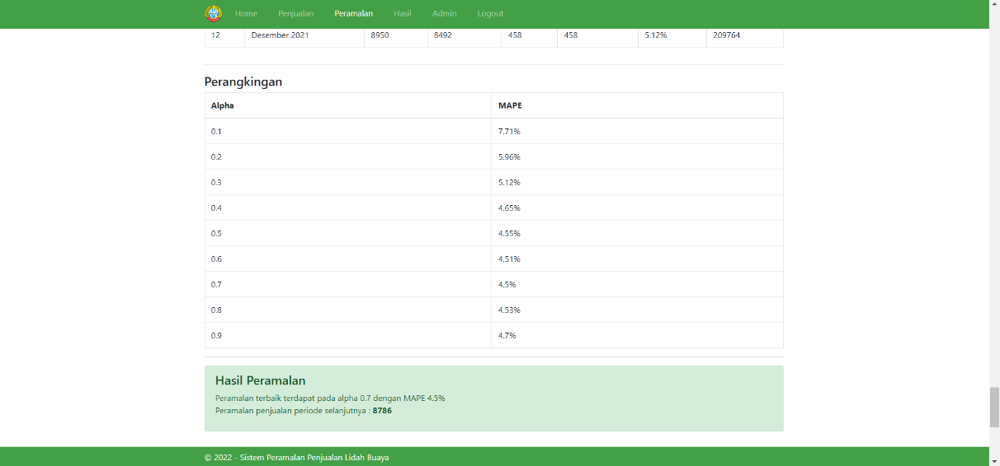 Home Penjualan Peramalan Hasil Admin Logout
12 Desember 2021 8950 8492 458 458 5.12% 209764
Perangkingan
Alpha MAPE
0.1 7.71%
0.2 5.96%
0.3 5.12%
0.4 4.65%
0.5 4.55%
0.6 4.51%
0.7 4.5%
0.8 4.53%
0.9 4.7%
Hasil Peramalan
Peramalan terbaik terdapat pada alpha 0.7 dengan MAPE 4.5%
Peramalan penjualan periode selanjutnya : 8786
© 2022 - Sistem Peramalan Penjualan Lidah Buaya